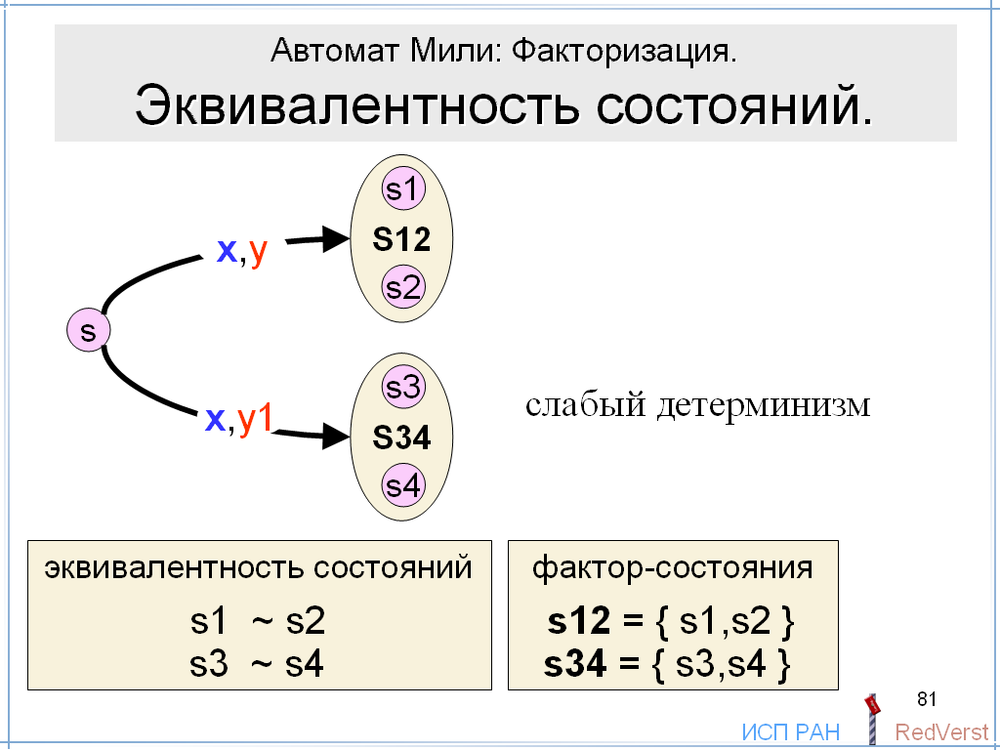 Автомат Мили: Факторизация.
Эквивалентность состояний.
s1
S12
s2
x,y
s
s3
S34
s4
x,y1
слабый детерминизм
эквивалентность состояний
s1 ~ s2
s3 ~ s4
фактор-состояния
s12 = { s1,s2 }
s34 = { s3,s4 }
81
ИСП РАН
RedVerst